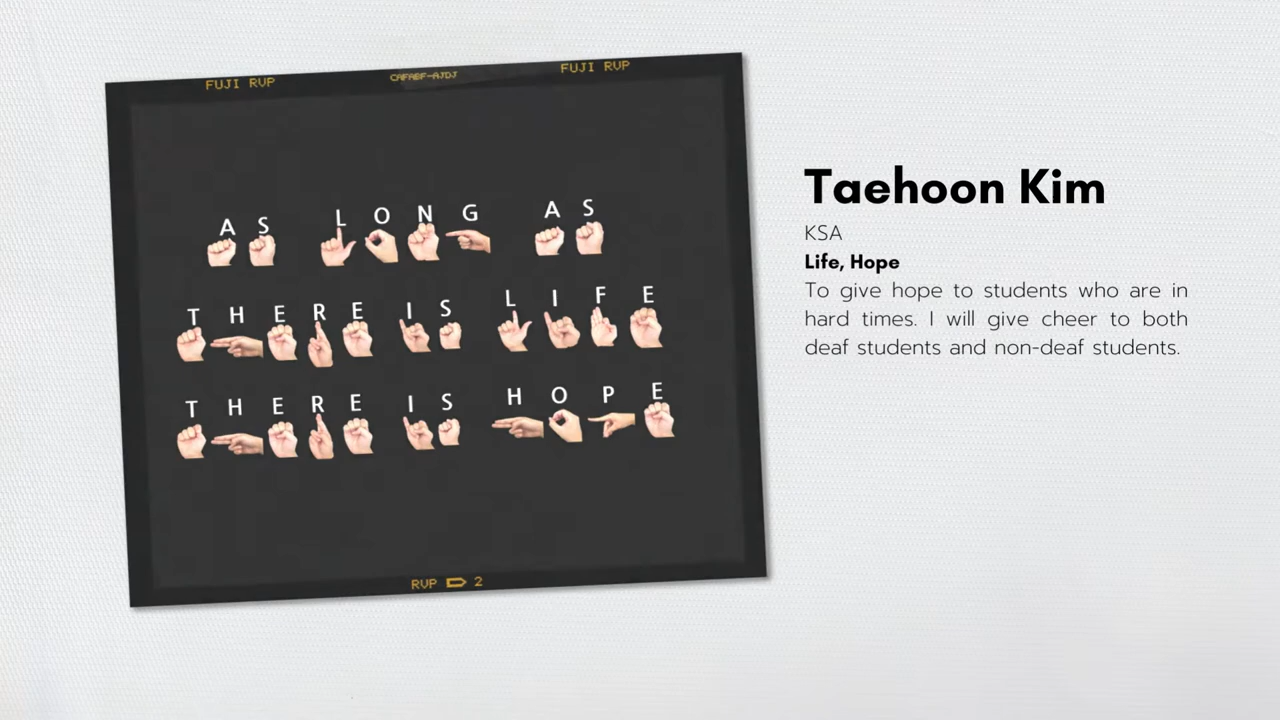 FUJI RVP CAFAEF-AJDJ FUJI RVP
AS LONG AS
THERE IS LIFE
THERE IS HOPE
RVP 2
Taehoon Kim
KSA
Life, Hope
To give hope to students who are in
hard times. I will give cheer to both
deaf students and non-deaf students.